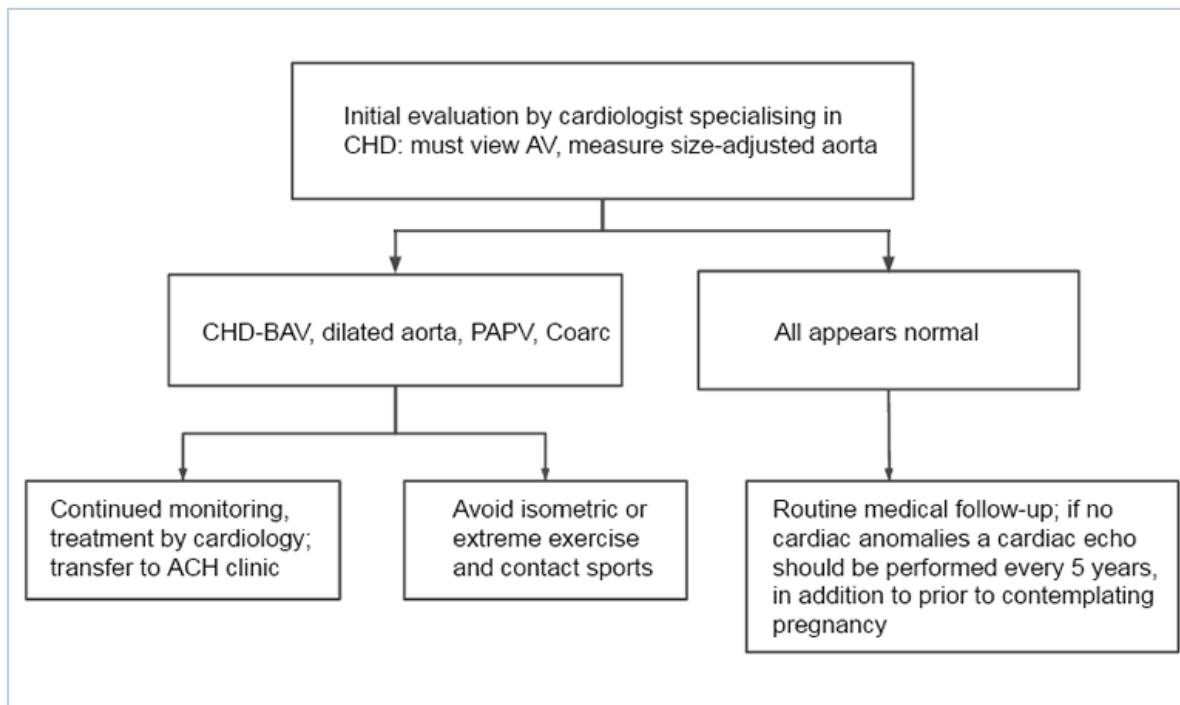 Initial evaluation by cardiologist specialising in
CHD: must view AV, measure size-adjusted aorta
CHD-BAV, dilated aorta, PAPV, Coarc
All appears normal
Continued monitoring,
treatment by cardiology;
transfer to ACH clinic
Avoid isometric or
extreme exercise
and contact sports
Routine medical follow-up; if no
cardiac anomalies a cardiac echo
should be performed every 5 years,
in addition to prior to contemplating
pregnancy